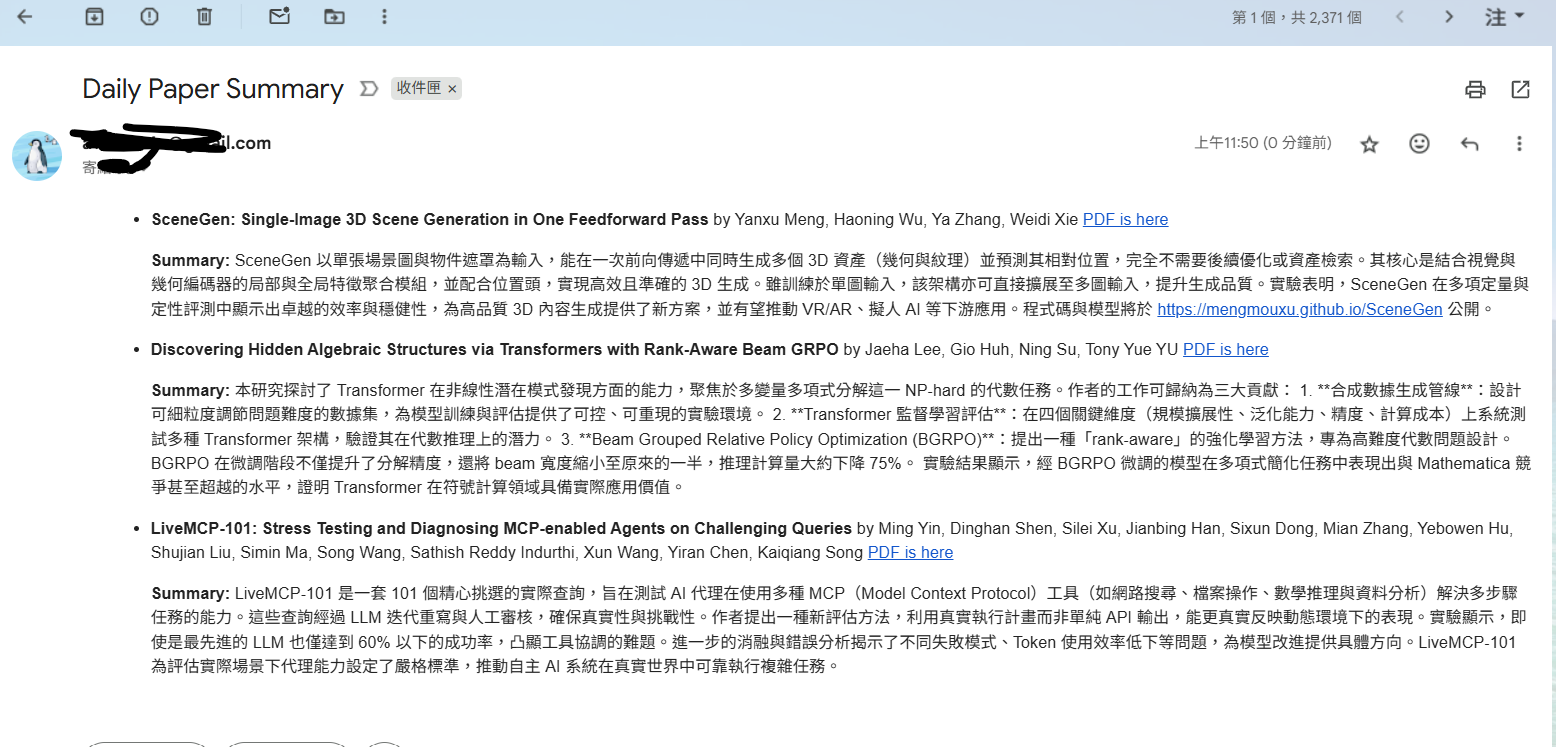 第 1 個，共 2,371 個
注
Daily Paper Summary
收件匣 ×
il.com
寄
上午11:50 (0 分鐘前)
• SceneGen: Single-Image 3D Scene Generation in One Feedforward Pass by Yanxu Meng, Haoning Wu, Ya Zhang, Weidi Xie PDF is here
Summary: SceneGen 以單張場景圖與物件遮罩為輸入，能在一次前向傳遞中同時生成多個 3D 資產（幾何與紋理）並預測其相對位置，完全不需要後續優化或資產檢索。其核心是結合視覺與
幾何編碼器的局部與全局特徵聚合模組，並配合位置頭，實現高效且準確的 3D 生成。雖訓練於單圖輸入，該架構亦可直接擴展至多圖輸入，提升生成品質。實驗表明，SceneGen 在多項定量與
定性評測中顯示出卓越的效率與穩健性，為高品質 3D 內容生成提供了新方案，並有望推動 VR/AR、擬人 AI 等下游應用。程式碼與模型將於 https://mengmouxu.github.io/SceneGen 公開。
• Discovering Hidden Algebraic Structures via Transformers with Rank-Aware Beam GRPO by Jaeha Lee, Gio Huh, Ning Su, Tony Yue YU PDF is here
Summary: 本研究探討了 Transformer 在非線性潛在模式發現方面的能力，聚焦於多變量多項式分解這一 NP-hard 的代數任務。作者的工作可歸納為三大貢獻： 1. **合成數據生成管線**：設計
可細粒度調節問題難度的數據集，為模型訓練與評估提供了可控、可重現的實驗環境。 2. **Transformer 監督學習評估**：在四個關鍵維度（規模擴展性、泛化能力、精度、計算成本）上系統測
試多種 Transformer 架構，驗證其在代數推理上的潛力。 3. **Beam Grouped Relative Policy Optimization (BGRPO)**：提出一種「rank-aware」的強化學習方法，專為高難度代數問題設計。
BGRPO 在微調階段不僅提升了分解精度，還將 beam 寬度縮小至原來的一半，推理計算量大約下降 75%。 實驗結果顯示，經 BGRPO 微調的模型在多項式簡化任務中表現出與 Mathematica 競
爭甚至超越的水平，證明 Transformer 在符號計算領域具備實際應用價值。
• LiveMCP-101: Stress Testing and Diagnosing MCP-enabled Agents on Challenging Queries by Ming Yin, Dinghan Shen, Silei Xu, Jianbing Han, Sixun Dong, Mian Zhang, Yebowen Hu,
Shujian Liu, Simin Ma, Song Wang, Sathish Reddy Indurthi, Xun Wang, Yiran Chen, Kaiqiang Song PDF is here
Summary: LiveMCP-101 是一套 101 個精心挑選的實際查詢，旨在測試 AI 代理在使用多種 MCP（Model Context Protocol）工具（如網路搜尋、檔案操作、數學推理與資料分析）解決多步驟
任務的能力。這些查詢經過 LLM 迭代重寫與人工審核，確保真實性與挑戰性。作者提出一種新評估方法，利用真實執行計畫而非單純 API 輸出，能更真實反映動態環境下的表現。實驗顯示，即
使是最先進的 LLM 也僅達到 60% 以下的成功率，凸顯工具協調的難題。進一步的消融與錯誤分析揭示了不同失敗模式、Token 使用效率低下等問題，為模型改進提供具體方向。LiveMCP-101
為評估實際場景下代理能力設定了嚴格標準，推動自主 AI 系統在真實世界中可靠執行複雜任務。